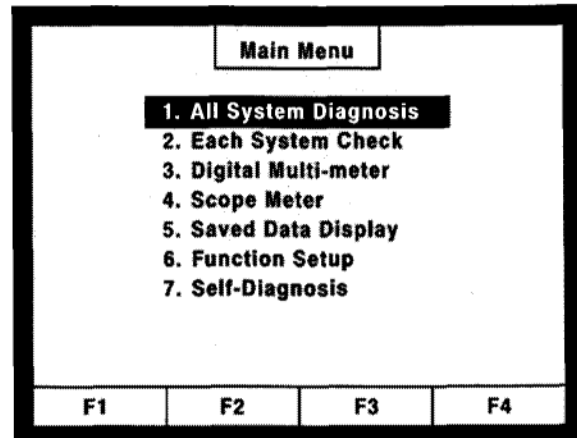 Main Menu
1. All System Diagnosis
2. Each System Check
3. Digital Multi-meter
4. Scope Meter
5. Saved Data Display
6. Function Setup
7. Self-Diagnosis
F1 F2 F3 F4